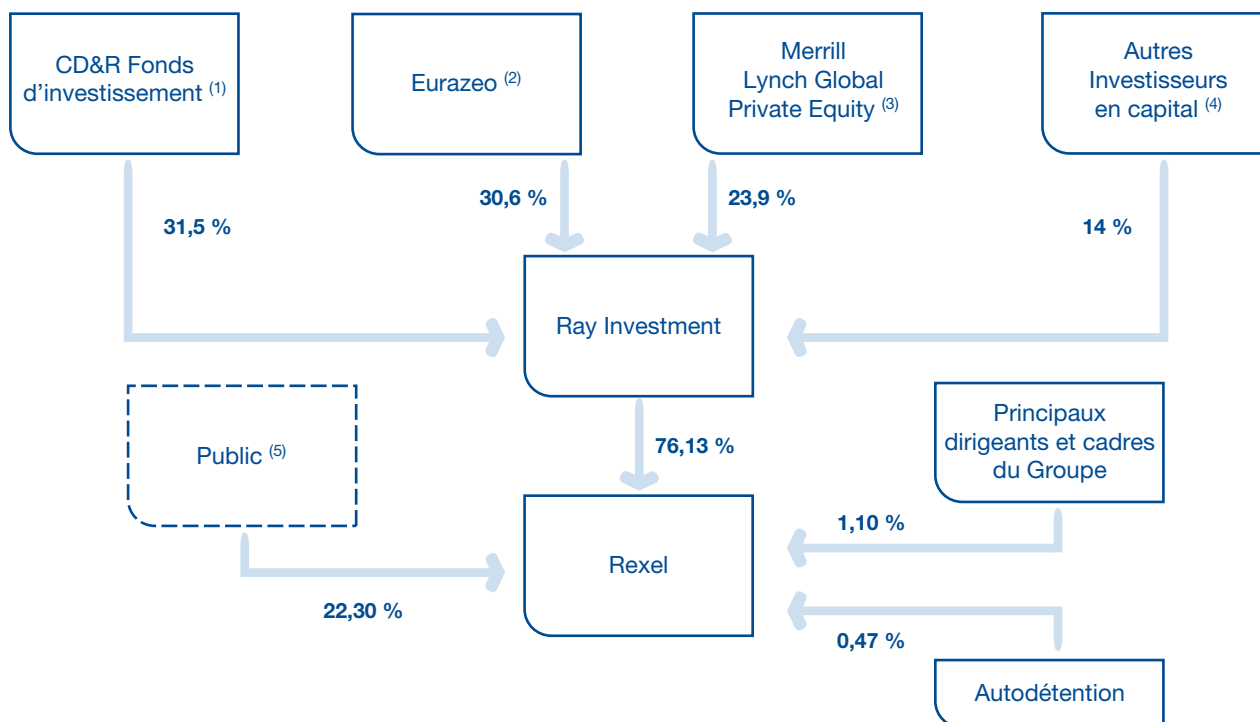 CD&R Fonds
d'investissement (1)
Eurazeo (2)
Merrill
Lynch Global
Private Equity (3)
Autres
Investisseurs
en capital (4)
31,5 %
30,6 %
23,9 %
14 %
Ray Investment
Public (5)
76,13 %
Principaux
dirigeants et cadres
du Groupe
Rexel
1,10 %
22,30 %
0,47 %
Autodétention